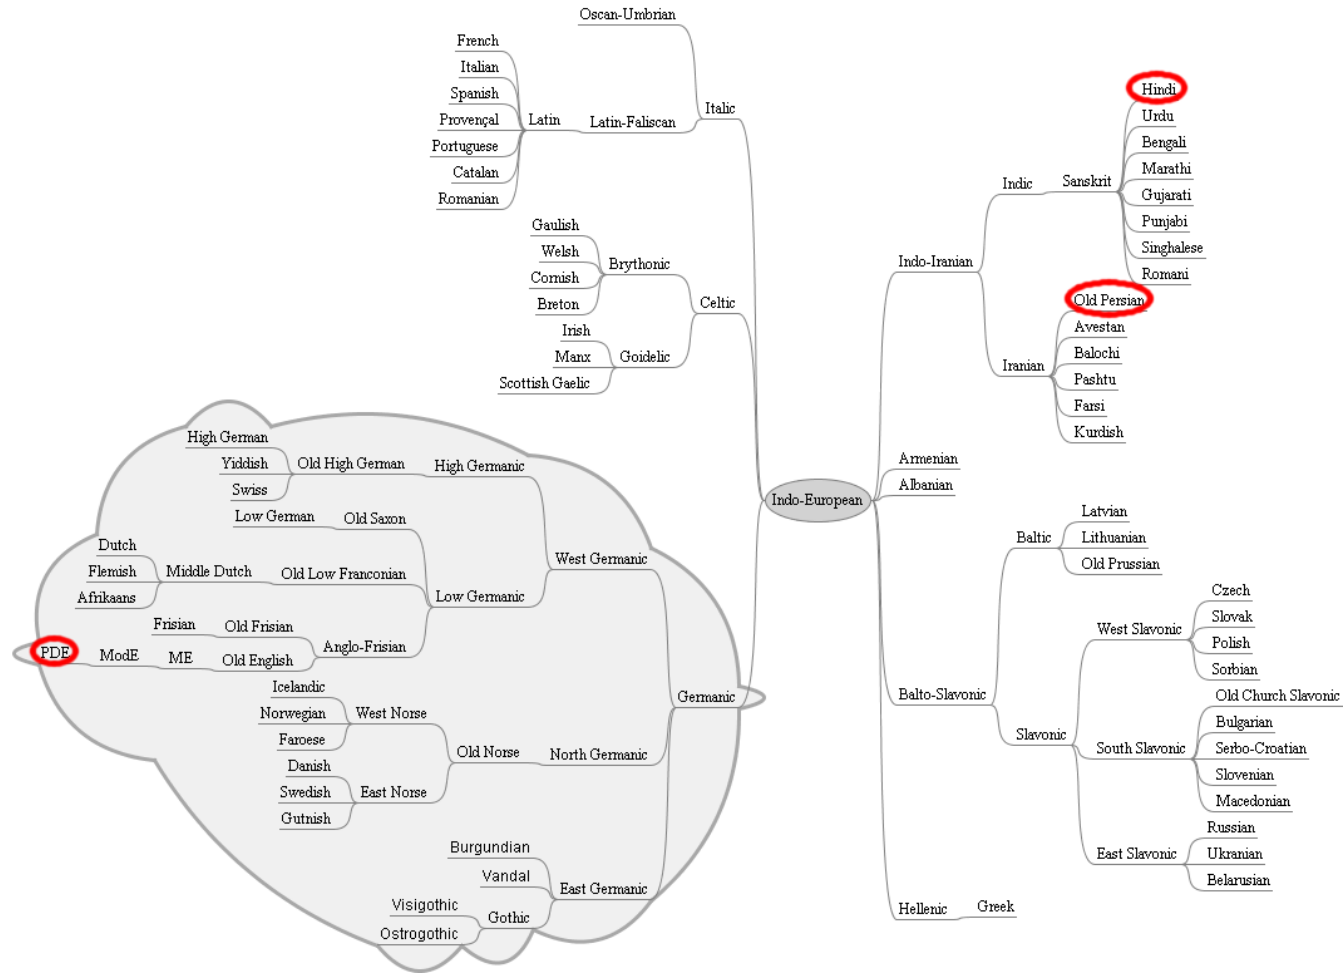 Oscan-Umbrian
French
Italian
Spanish
Provençal
Portuguese
Catalan
Romanian
Latin
Latin-Faliscan
Italic
Gaulish
Welsh
Cornish
Breton
Brythonic
Irish
Manx
Scottish Gaelic
Goidelic
Celtic
High German
Yiddish
Swiss
Old High German
High Germanic
Low German
Old Saxon
Dutch
Flemish
Afrikaans
Middle Dutch
Old Low Franconian
Low Germanic
West Germanic
Frisian
Old Frisian
Anglo-Frisian
PDE
ModE
ME
Old English
Icelandic
Norwegian
Faroese
West Norse
Danish
Swedish
Gutnish
East Norse
Old Norse
North Germanic
Germanic
Burgundian
Vandal
Visigothic
Ostrogothic
Gothic
East Germanic
Indo-European
Hindi
Urdu
Bengali
Marathi
Gujarati
Punjabi
Singhalese
Romani
Sanskrit
Indic
Indo-Iranian
Old Persian
Avestan
Balochi
Pashtu
Farsi
Kurdish
Iranian
Armenian
Albanian
Latvian
Lithuanian
Old Prussian
Baltic
Balto-Slavonic
Czech
Slovak
Polish
Sorbian
West Slavonic
Slavonic
Old Church Slavonic
Bulgarian
Serbo-Croatian
Slovenian
Macedonian
South Slavonic
Russian
Ukranian
Belarusian
East Slavonic
Hellenic
Greek